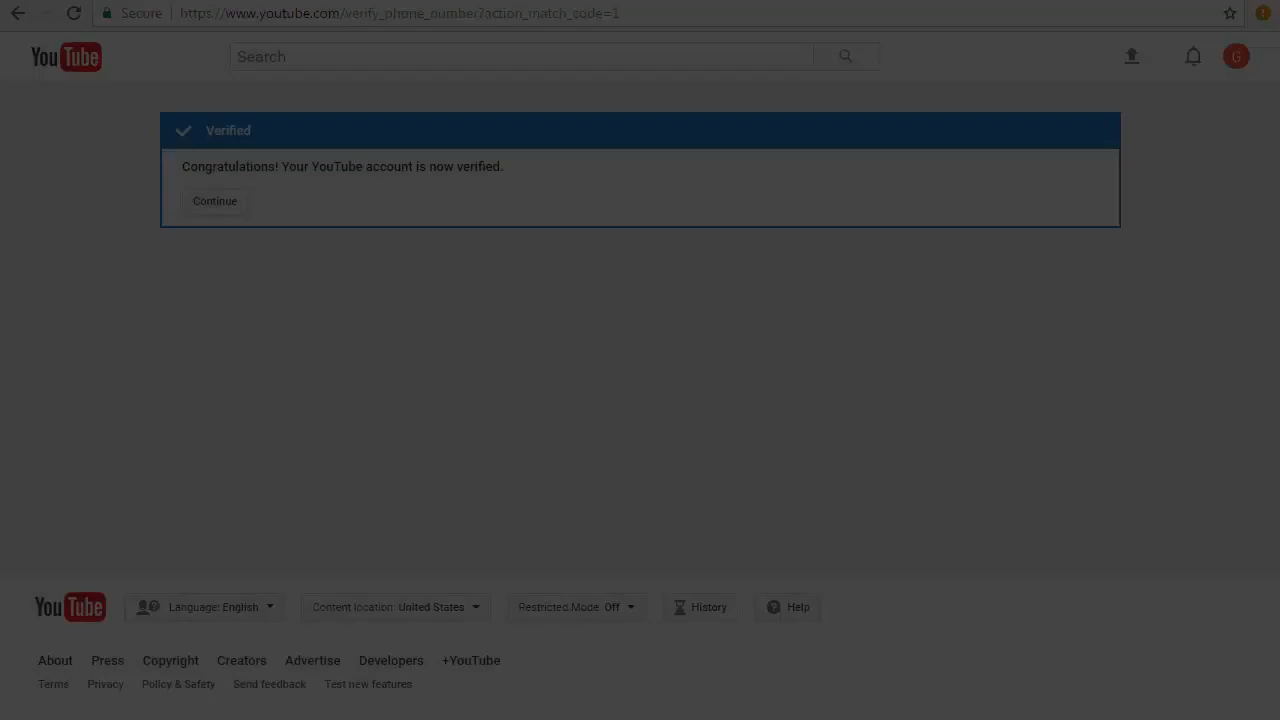 Secure https://www.youtube.com/verify_phone_number?action_match_code=1
YouTube Search G
Verified
Congratulations! Your YouTube account is now verified.
Continue
YouTube Language: English Content location: United States Restricted Mode: Off History Help
About Press Copyright Creators Advertise Developers +YouTube
Terms Privacy Policy & Safety Send feedback Test new features